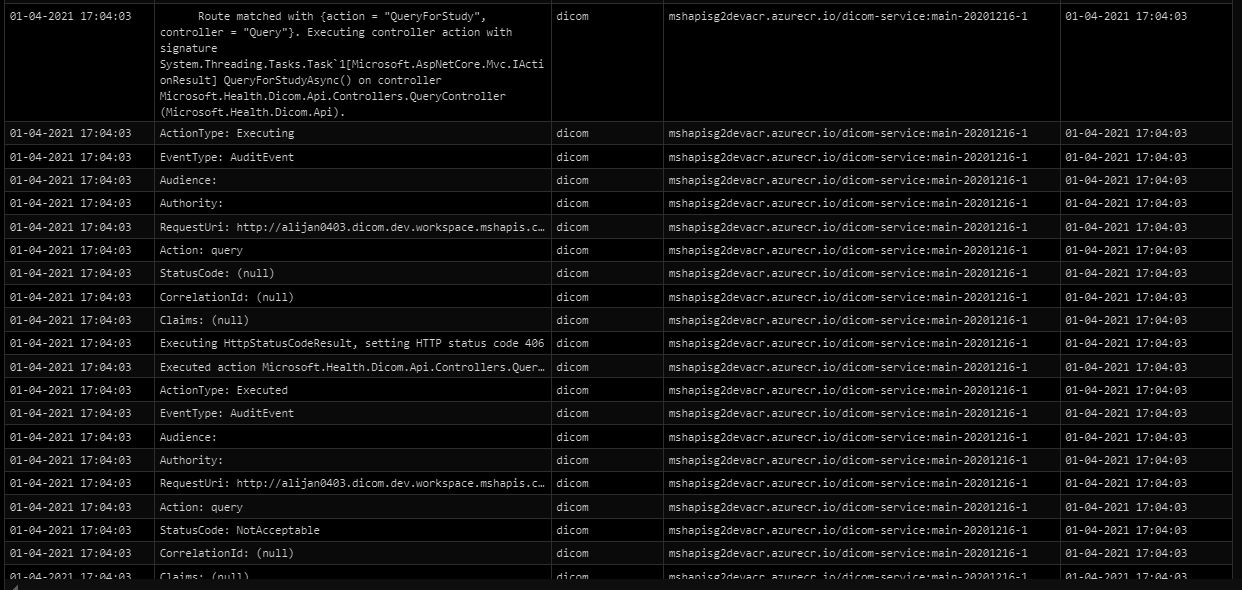 01-04-2021 17:04:03 Route matched with {action = "QueryForStudy", dicom mshapisg2devacr.azurecr.io/dicom-service:main-20201216-1 01-04-2021 17:04:03
controller = "Query"}. Executing controller action with
signature
System.Threading.Tasks.Task`1[Microsoft.AspNetCore.Mvc.IActi
onResult] QueryForStudyAsync() on controller
Microsoft.Health.Dicom.Api.Controllers.QueryController
(Microsoft.Health.Dicom.Api).
01-04-2021 17:04:03 ActionType: Executing dicom mshapisg2devacr.azurecr.io/dicom-service:main-20201216-1 01-04-2021 17:04:03
01-04-2021 17:04:03 EventType: AuditEvent dicom mshapisg2devacr.azurecr.io/dicom-service:main-20201216-1 01-04-2021 17:04:03
01-04-2021 17:04:03 Audience: dicom mshapisg2devacr.azurecr.io/dicom-service:main-20201216-1 01-04-2021 17:04:03
01-04-2021 17:04:03 Authority: dicom mshapisg2devacr.azurecr.io/dicom-service:main-20201216-1 01-04-2021 17:04:03
01-04-2021 17:04:03 RequestUri: http://alijan0403.dicom.dev.workspace.mshapis.c… dicom mshapisg2devacr.azurecr.io/dicom-service:main-20201216-1 01-04-2021 17:04:03
01-04-2021 17:04:03 Action: query dicom mshapisg2devacr.azurecr.io/dicom-service:main-20201216-1 01-04-2021 17:04:03
01-04-2021 17:04:03 StatusCode: (null) dicom mshapisg2devacr.azurecr.io/dicom-service:main-20201216-1 01-04-2021 17:04:03
01-04-2021 17:04:03 CorrelationId: (null) dicom mshapisg2devacr.azurecr.io/dicom-service:main-20201216-1 01-04-2021 17:04:03
01-04-2021 17:04:03 Claims: (null) dicom mshapisg2devacr.azurecr.io/dicom-service:main-20201216-1 01-04-2021 17:04:03
01-04-2021 17:04:03 Executing HttpStatusCodeResult, setting HTTP status code 406 dicom mshapisg2devacr.azurecr.io/dicom-service:main-20201216-1 01-04-2021 17:04:03
01-04-2021 17:04:03 Executed action Microsoft.Health.Dicom.Api.Controllers.Quer… dicom mshapisg2devacr.azurecr.io/dicom-service:main-20201216-1 01-04-2021 17:04:03
01-04-2021 17:04:03 ActionType: Executed dicom mshapisg2devacr.azurecr.io/dicom-service:main-20201216-1 01-04-2021 17:04:03
01-04-2021 17:04:03 EventType: AuditEvent dicom mshapisg2devacr.azurecr.io/dicom-service:main-20201216-1 01-04-2021 17:04:03
01-04-2021 17:04:03 Audience: dicom mshapisg2devacr.azurecr.io/dicom-service:main-20201216-1 01-04-2021 17:04:03
01-04-2021 17:04:03 Authority: dicom mshapisg2devacr.azurecr.io/dicom-service:main-20201216-1 01-04-2021 17:04:03
01-04-2021 17:04:03 RequestUri: http://alijan0403.dicom.dev.workspace.mshapis.c… dicom mshapisg2devacr.azurecr.io/dicom-service:main-20201216-1 01-04-2021 17:04:03
01-04-2021 17:04:03 Action: query dicom mshapisg2devacr.azurecr.io/dicom-service:main-20201216-1 01-04-2021 17:04:03
01-04-2021 17:04:03 StatusCode: NotAcceptable dicom mshapisg2devacr.azurecr.io/dicom-service:main-20201216-1 01-04-2021 17:04:03
01-04-2021 17:04:03 CorrelationId: (null) dicom mshapisg2devacr.azurecr.io/dicom-service:main-20201216-1 01-04-2021 17:04:03
01-04-2021 17:04:03 Claims: (null) dicom mshapisg2devacr.azurecr.io/dicom-service:main-20201216-1 01-04-2021 17:04:03